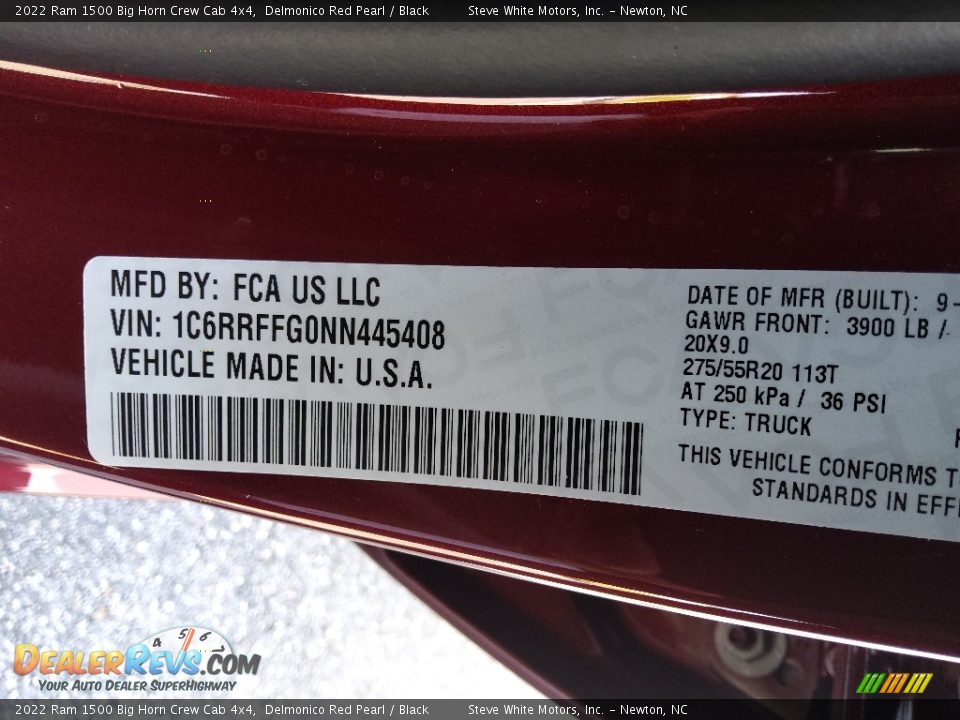 2022 Ram 1500 Big Horn Crew Cab 4x4, Delmonico Red Pearl / Black Steve White Motors, Inc. – Newton, NC
MFD BY: FCA US LLC
VIN: 1C6RRFFG0NN445408
VEHICLE MADE IN: U.S.A.
DATE OF MFR (BUILT): 9-
GAWR FRONT: 3900 LB /
20X9.0
275/55R20 113T
AT 250 kPa / 36 PSI
TYPE: TRUCK
THIS VEHICLE CONFORMS
STANDARDS IN
4 5 6
DEALERREVS.COM
YOUR AUTO DEALER SUPERHIGHWAY
2022 Ram 1500 Big Horn Crew Cab 4x4, Delmonico Red Pearl / Black Steve White Motors, Inc. – Newton, NC